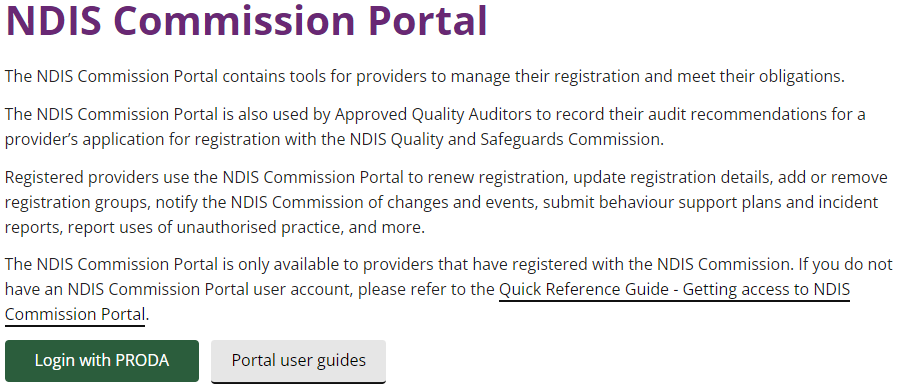 NDIS Commission Portal
The NDIS Commission Portal contains tools for providers to manage their registration and meet their obligations.
The NDIS Commission Portal is also used by Approved Quality Auditors to record their audit recommendations for a
provider’s application for registration with the NDIS Quality and Safeguards Commission.
Registered providers use the NDIS Commission Portal to renew registration, update registration details, add or remove
registration groups, notify the NDIS Commission of changes and events, submit behaviour support plans and incident
reports, report uses of unauthorised practice, and more.
The NDIS Commission Portal is only available to providers that have registered with the NDIS Commission. If you do not
have an NDIS Commission Portal user account, please refer to the Quick Reference Guide - Getting access to NDIS
Commission Portal.
Login with PRODA Portal user guides